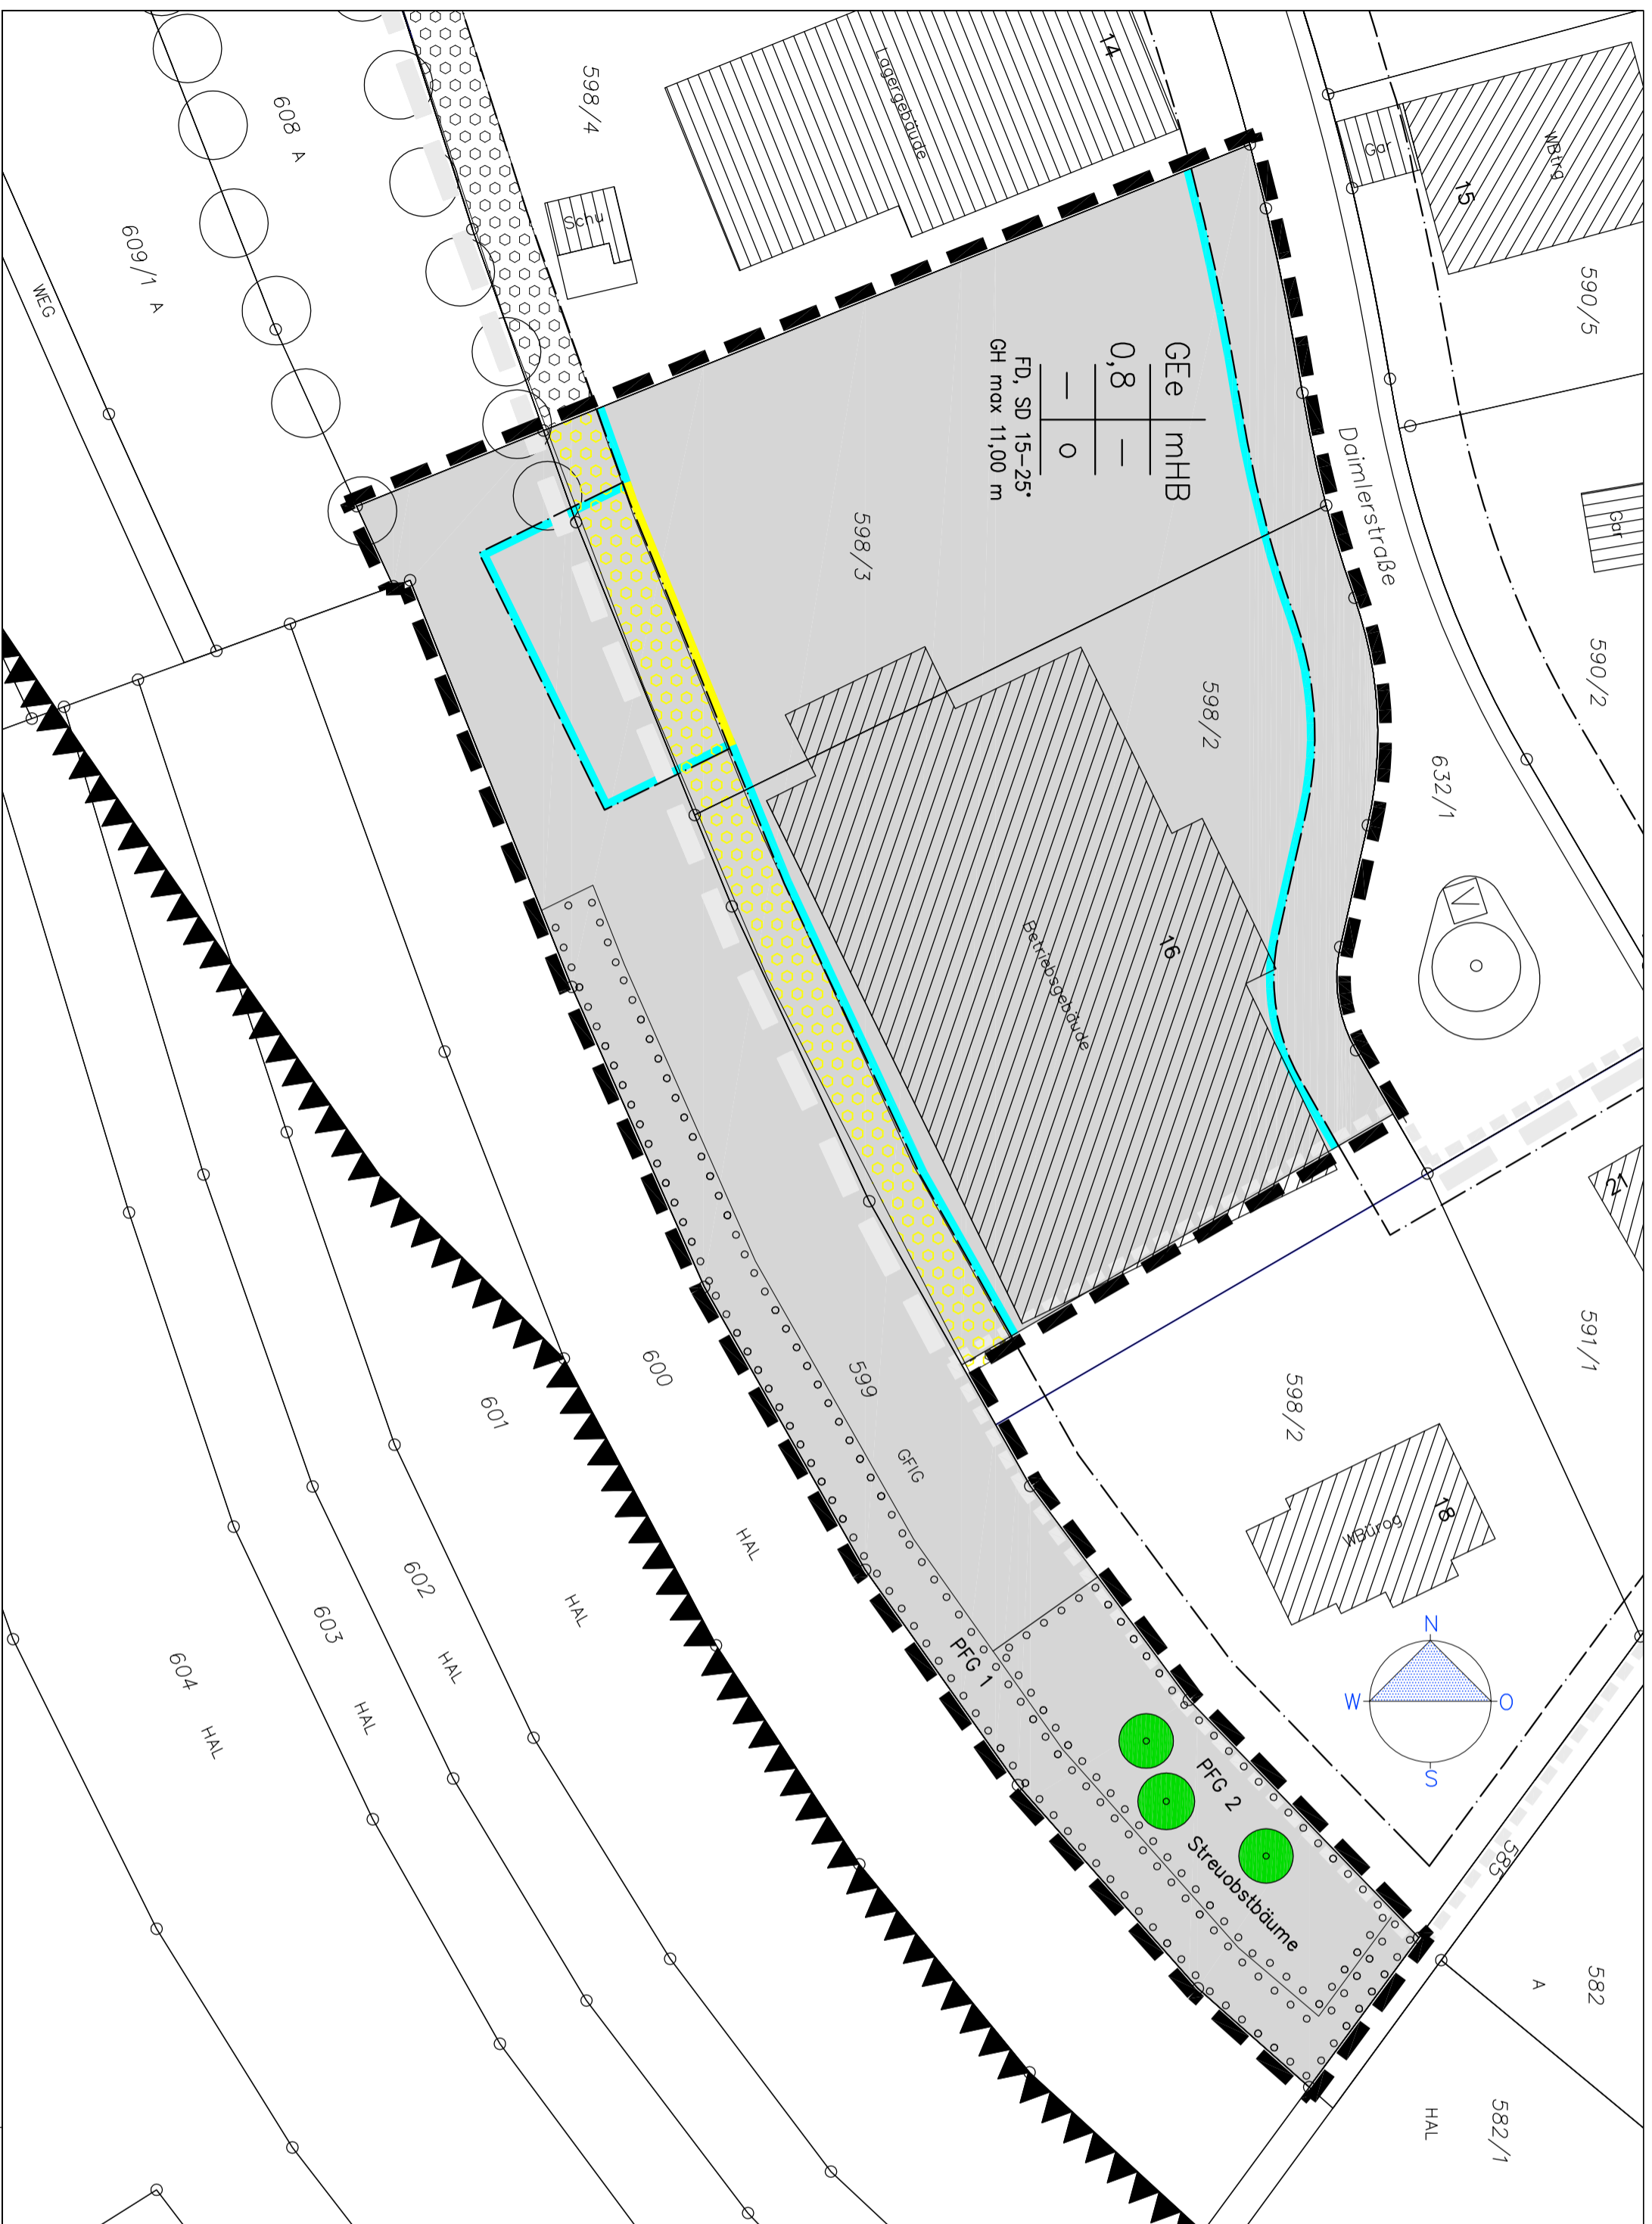 14
Lagergebäude
598/4
608 A
609/1 A
WEG
Schu
WBtrg
15
Gar
590/5
Gar
590/2
Daimlerstraße
632/1
GEe mHB
0,8 –
– o
FD, SD 15–25°
GH max 11,00 m
598/3
598/2
16
Betriebsgebäude
21
591/1
598/2
18
WBürog
599
GFIG
600
601
602
603
604
HAL
HAL
HAL
HAL
HAL
PFG 1
PFG 2
Streuobstbäume
N
W
O
S
585
582
A
582/1
HAL